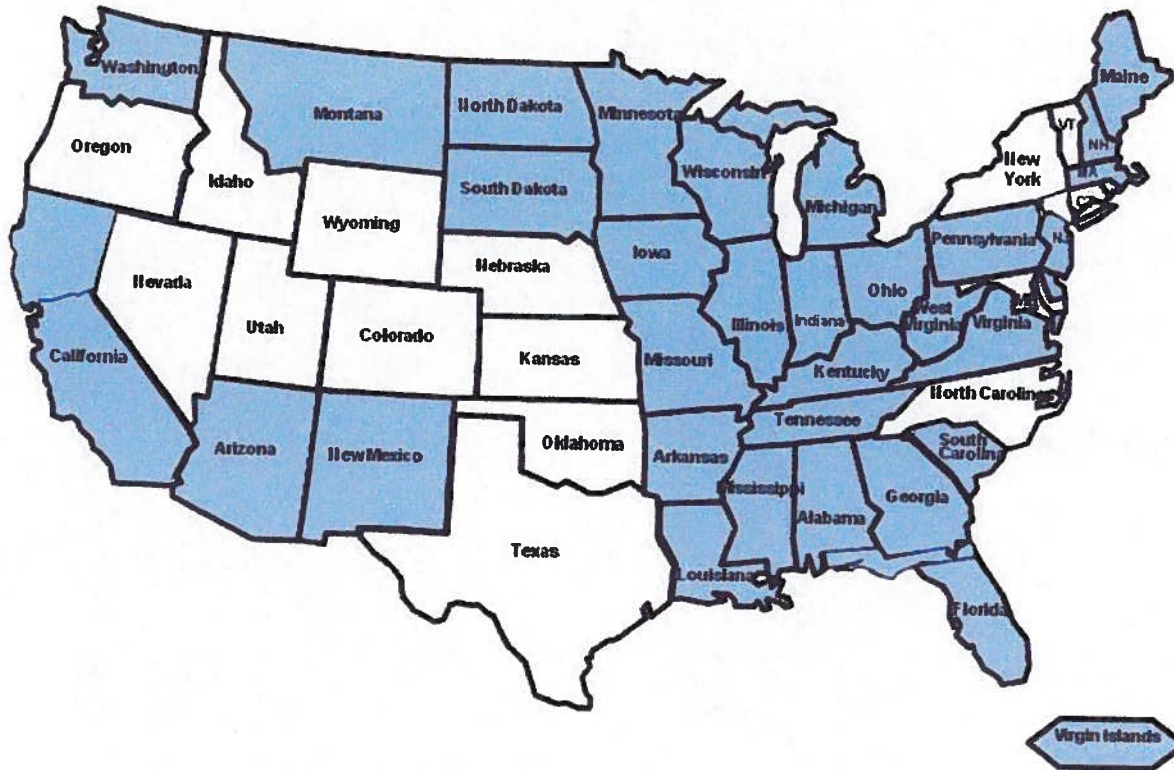 Washington
Montana
North Dakota
Minnesota
Maine
Oregon
Idaho
South Dakota
Wisconsin
Michigan
VT
NH
New
York
MA
Wyoming
Iowa
Pennsylvania
NJ
Nevada
Nebraska
Ohio
Utah
Colorado
Illinois
Indiana
West
Virginia
Virginia
California
Kansas
Missouri
Kentucky
North Carolina
Tennessee
Arizona
New Mexico
Oklahoma
Arkansas
South
Carolina
Mississippi
Alabama
Georgia
Texas
Louisiana
Florida
Virgin Islands